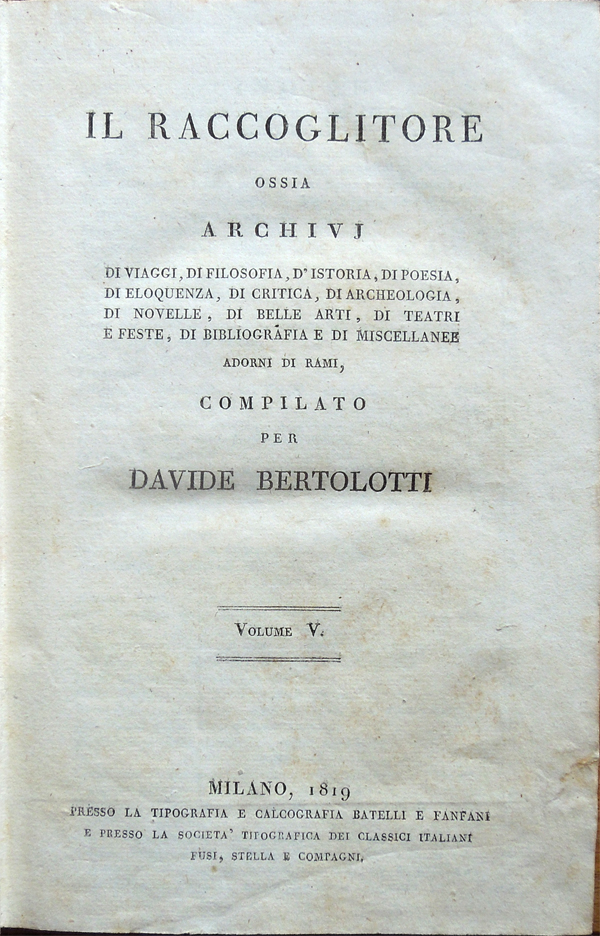 IL RACCOGLITORE
OSSIA
ARCHIVJ
DI VIAGGI, DI FILOSOFIA, D' ISTORIA, DI POESIA,
DI ELOQUENZA, DI CRITICA, DI ARCHEOLOGIA,
DI NOVELLE, DI BELLE ARTI, DI TEATRI
E FESTE, DI BIBLIOGRAFIA E DI MISCELLANEE
ADORNI DI RAMI,
COMPILATO
PER
DAVIDE BERTOLOTTI
VOLUME V.
MILANO, 1819
PRESSO LA TIPOGRAFIA E CALCOGRAFIA BATELLI E FANFANI
E PRESSO LA SOCIETA' TIPOGRAFICA DEI CLASSICI ITALIANI
FUSI, STELLA E COMPAGNI.